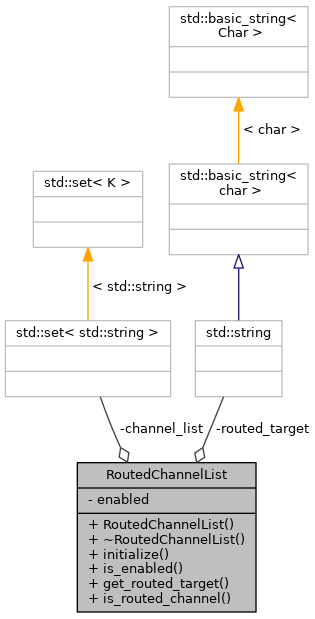 std::basic_string<
Char >
< char >
std::set< K >
std::basic_string<
char >
< std::string >
std::set< std::string >
std::string
-channel_list
-routed_target
RoutedChannelList
- enabled
+ RoutedChannelList()
+ ~RoutedChannelList()
+ initialize()
+ is_enabled()
+ get_routed_target()
+ is_routed_channel()